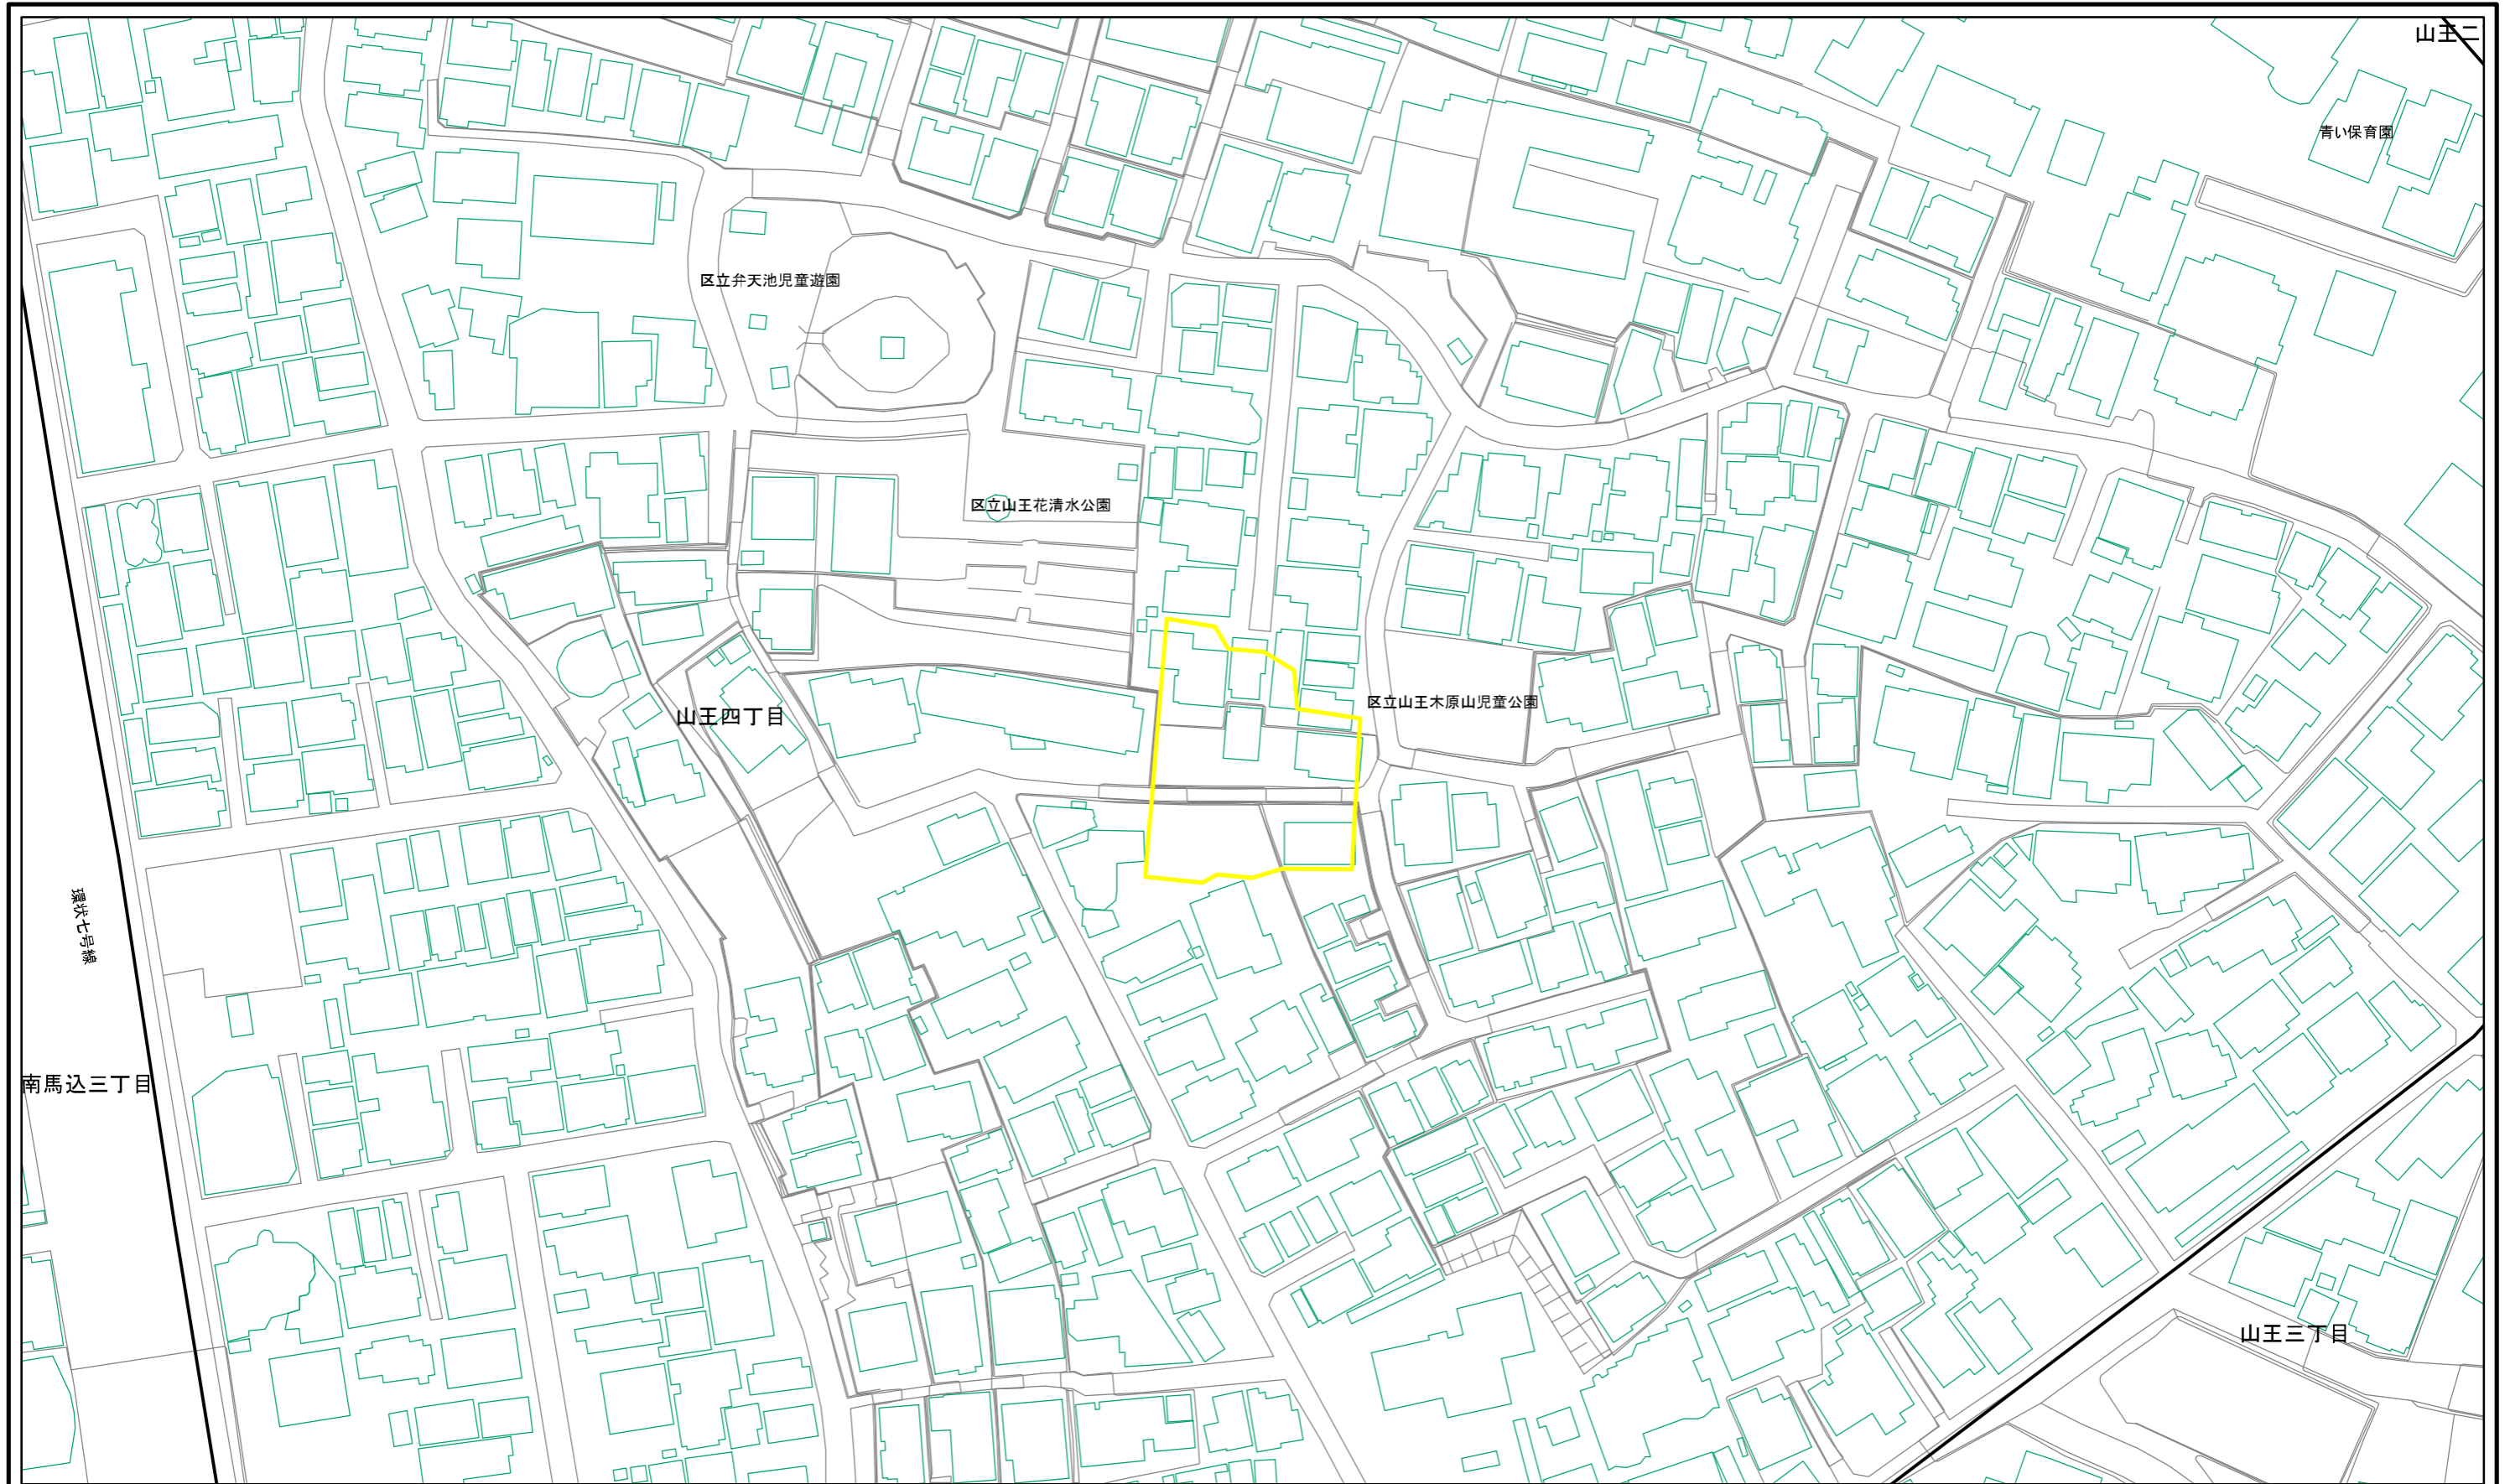 山王二
青い保育園
区立弁天池児童遊園
区立山王花清水公園
区立山王木原山児童公園
山王四丁目
環状七号線
南馬込三丁目
山王三丁目